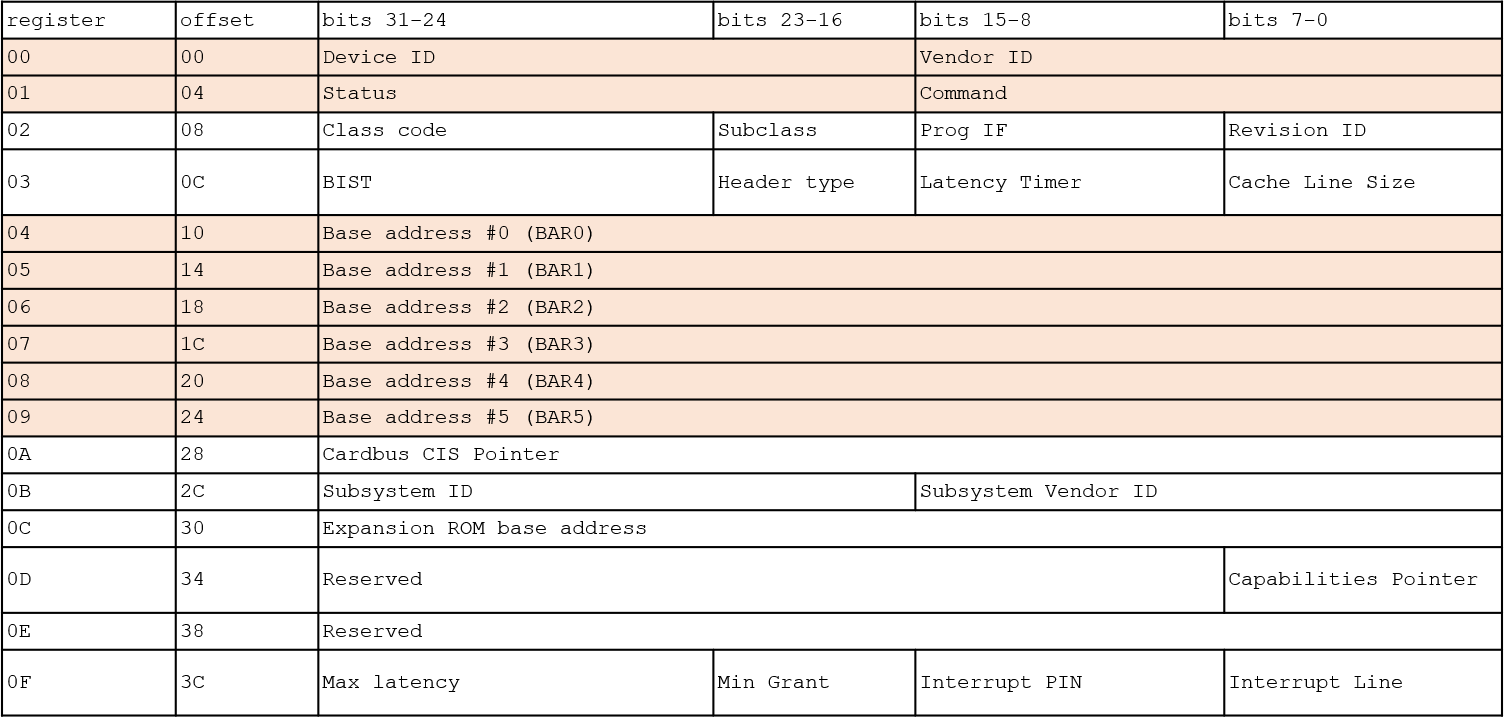 register offset bits 31-24 bits 23-16 bits 15-8 bits 7-0
00 00 Device ID Vendor ID
01 04 Status Command
02 08 Class code Subclass Prog IF Revision ID
03 0C BIST Header type Latency Timer Cache Line Size
04 10 Base address #0 (BAR0)
05 14 Base address #1 (BAR1)
06 18 Base address #2 (BAR2)
07 1C Base address #3 (BAR3)
08 20 Base address #4 (BAR4)
09 24 Base address #5 (BAR5)
0A 28 Cardbus CIS Pointer
0B 2C Subsystem ID Subsystem Vendor ID
0C 30 Expansion ROM base address
0D 34 Reserved Capabilities Pointer
0E 38 Reserved
0F 3C Max latency Min Grant Interrupt PIN Interrupt Line